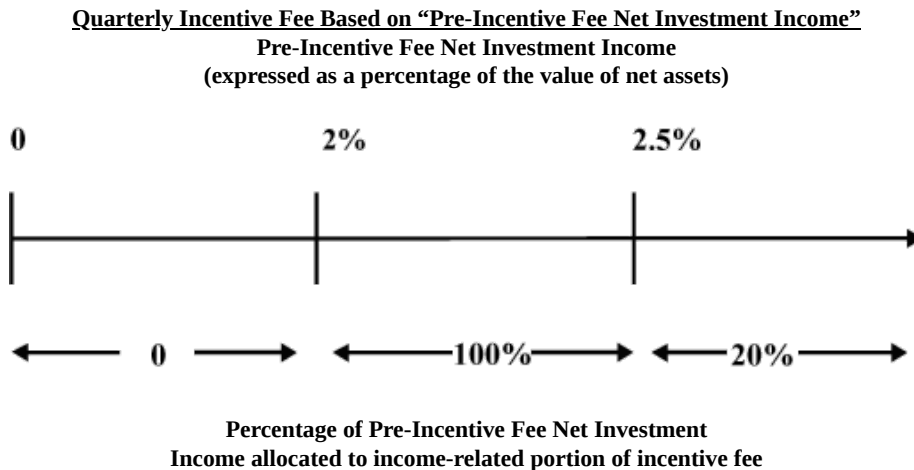 Quarterly Incentive Fee Based on “Pre-Incentive Fee Net Investment Income”
Pre-Incentive Fee Net Investment Income
(expressed as a percentage of the value of net assets)
0 2% 2.5%
0 100% 20%
Percentage of Pre-Incentive Fee Net Investment
Income allocated to income-related portion of incentive fee